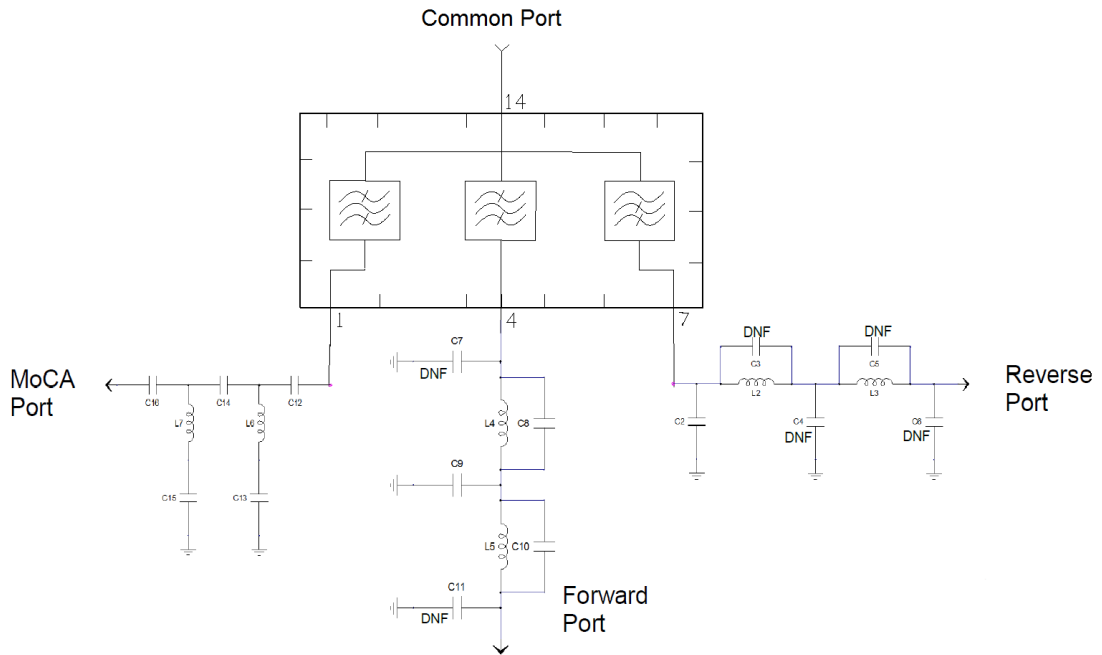 Common Port
14
1
4
7
MoCA
Port
C16
C14
C12
L7
L6
C15
C13
C7
DNF
L4
C8
C9
L5
C10
C11
DNF
Forward
Port
DNF
C3
L2
DNF
C5
L3
C2
C4
DNF
C6
DNF
Reverse
Port